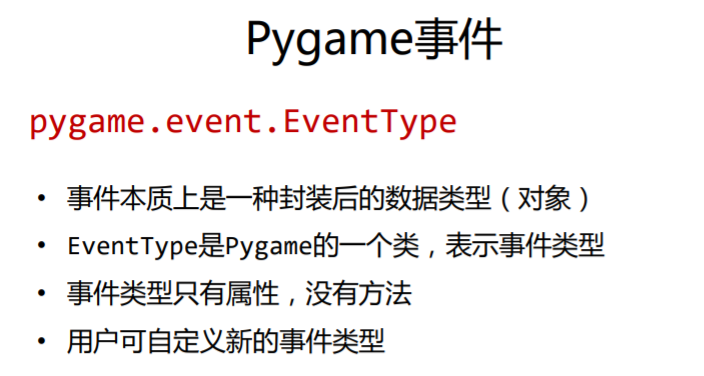 Pygame事件
pygame.event.EventType
• 事件本质上是一种封装后的数据类型（对象）
• EventType是Pygame的一个类，表示事件类型
• 事件类型只有属性，没有方法
• 用户可自定义新的事件类型